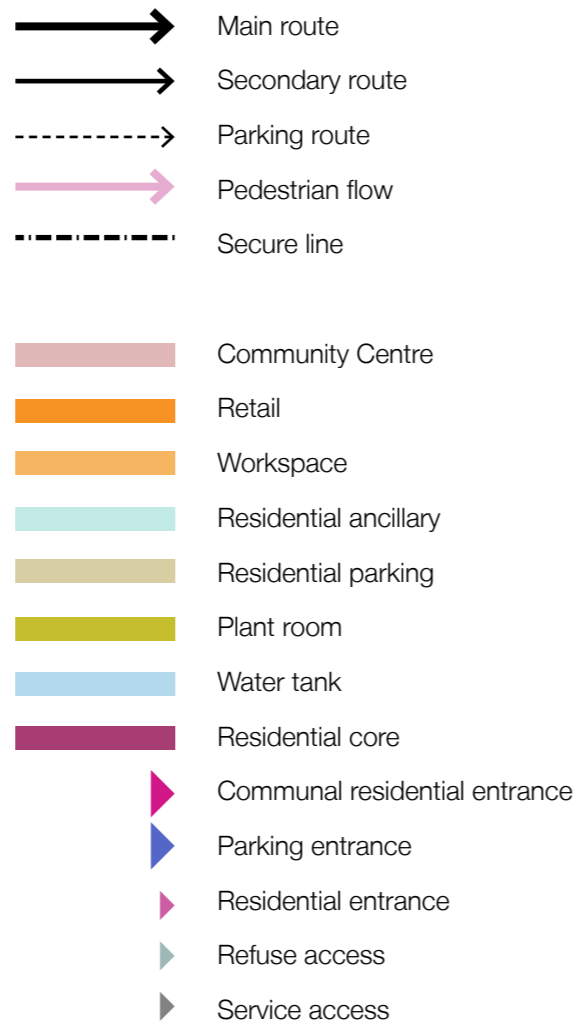 Main route
Secondary route
Parking route
Pedestrian flow
Secure line
Community Centre
Retail
Workspace
Residential ancillary
Residential parking
Plant room
Water tank
Residential core
Communal residential entrance
Parking entrance
Residential entrance
Refuse access
Service access